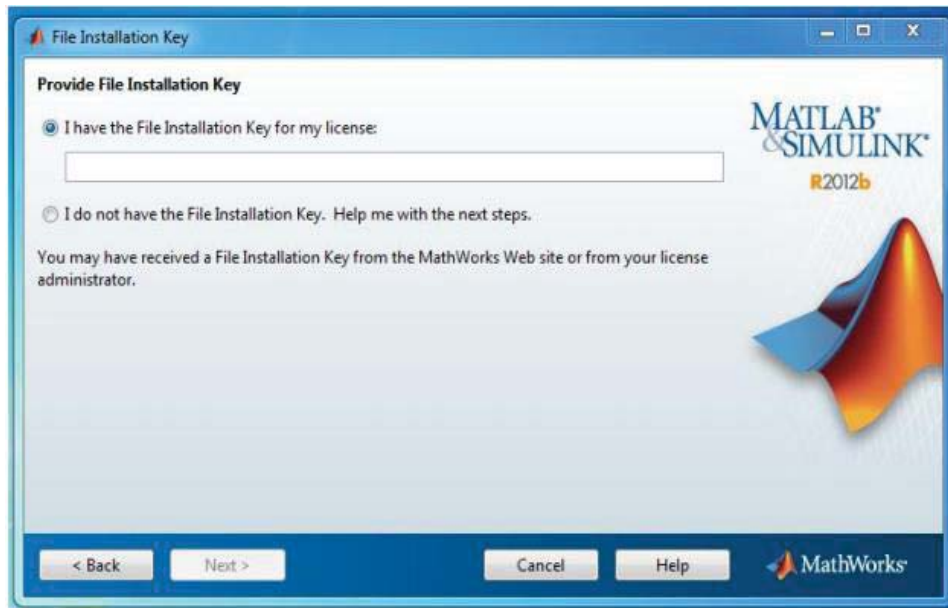 File Installation Key
Provide File Installation Key
I have the File Installation Key for my license:
I do not have the File Installation Key. Help me with the next steps.
You may have received a File Installation Key from the MathWorks Web site or from your license
administrator.
MATLAB®
&SIMULINK®
R2012b
< Back
Next >
Cancel
Help
MathWorks®